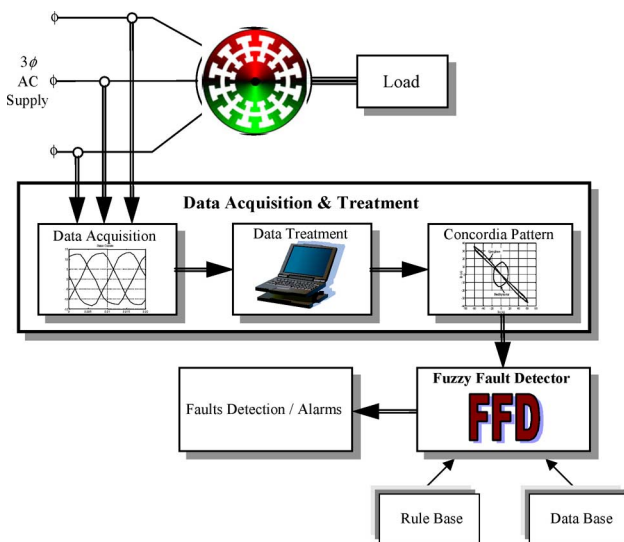 ϕ
3ϕ
AC
Supply
ϕ
ϕ
Load
Data Acquisition & Treatment
Data Acquisition
Data Treatment
Concordia Pattern
Fuzzy Fault Detector
FFD
Faults Detection / Alarms
Rule Base
Data Base